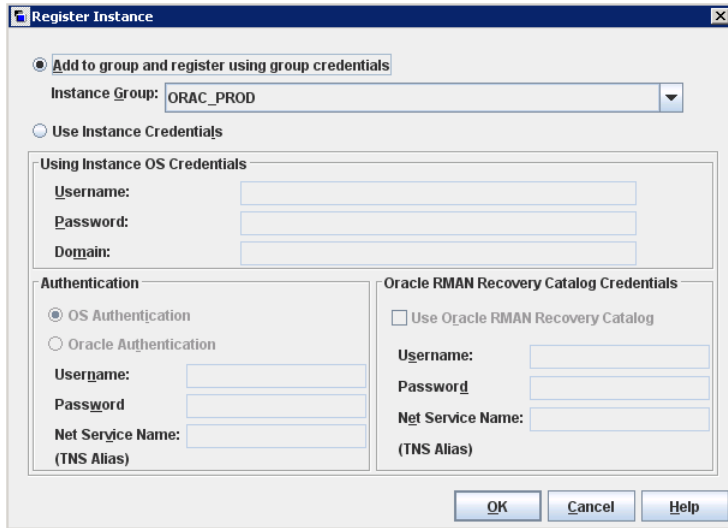 Register Instance
Add to group and register using group credentials
Instance Group: ORAC_PROD
Use Instance Credentials
Using Instance OS Credentials
Username:
Password:
Domain:
Authentication
OS Authentication
Oracle Authentication
Username:
Password
Net Service Name:
(TNS Alias)
Oracle RMAN Recovery Catalog Credentials
Use Oracle RMAN Recovery Catalog
Username:
Password
Net Service Name:
(TNS Alias)
OK Cancel Help